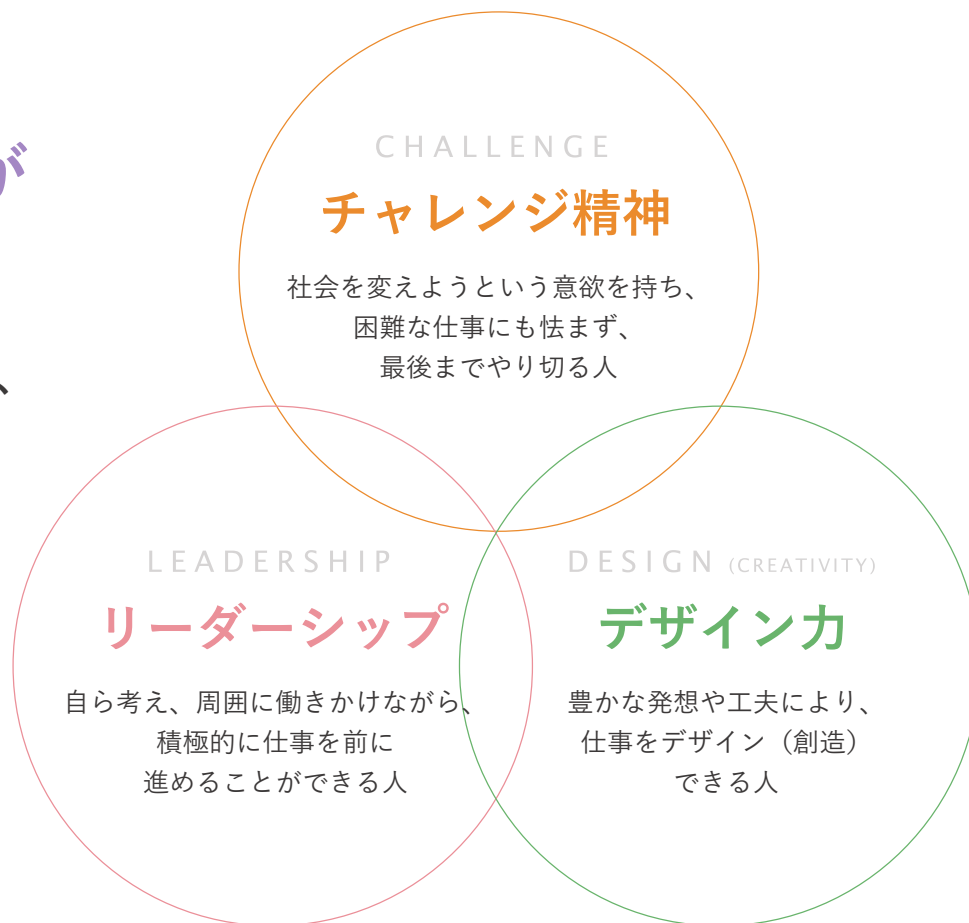 が
、
CHALLENGE
チャレンジ精神
社会を変えようという意欲を持ち、
困難な仕事にも怯まず、
最後までやり切る人
LEADERSHIP
リーダーシップ
自ら考え、周囲に働きかけながら、
積極的に仕事を前に
進めることができる人
DESIGN (CREATIVITY)
デザイン力
豊かな発想や工夫により、
仕事をデザイン（創造）
できる人